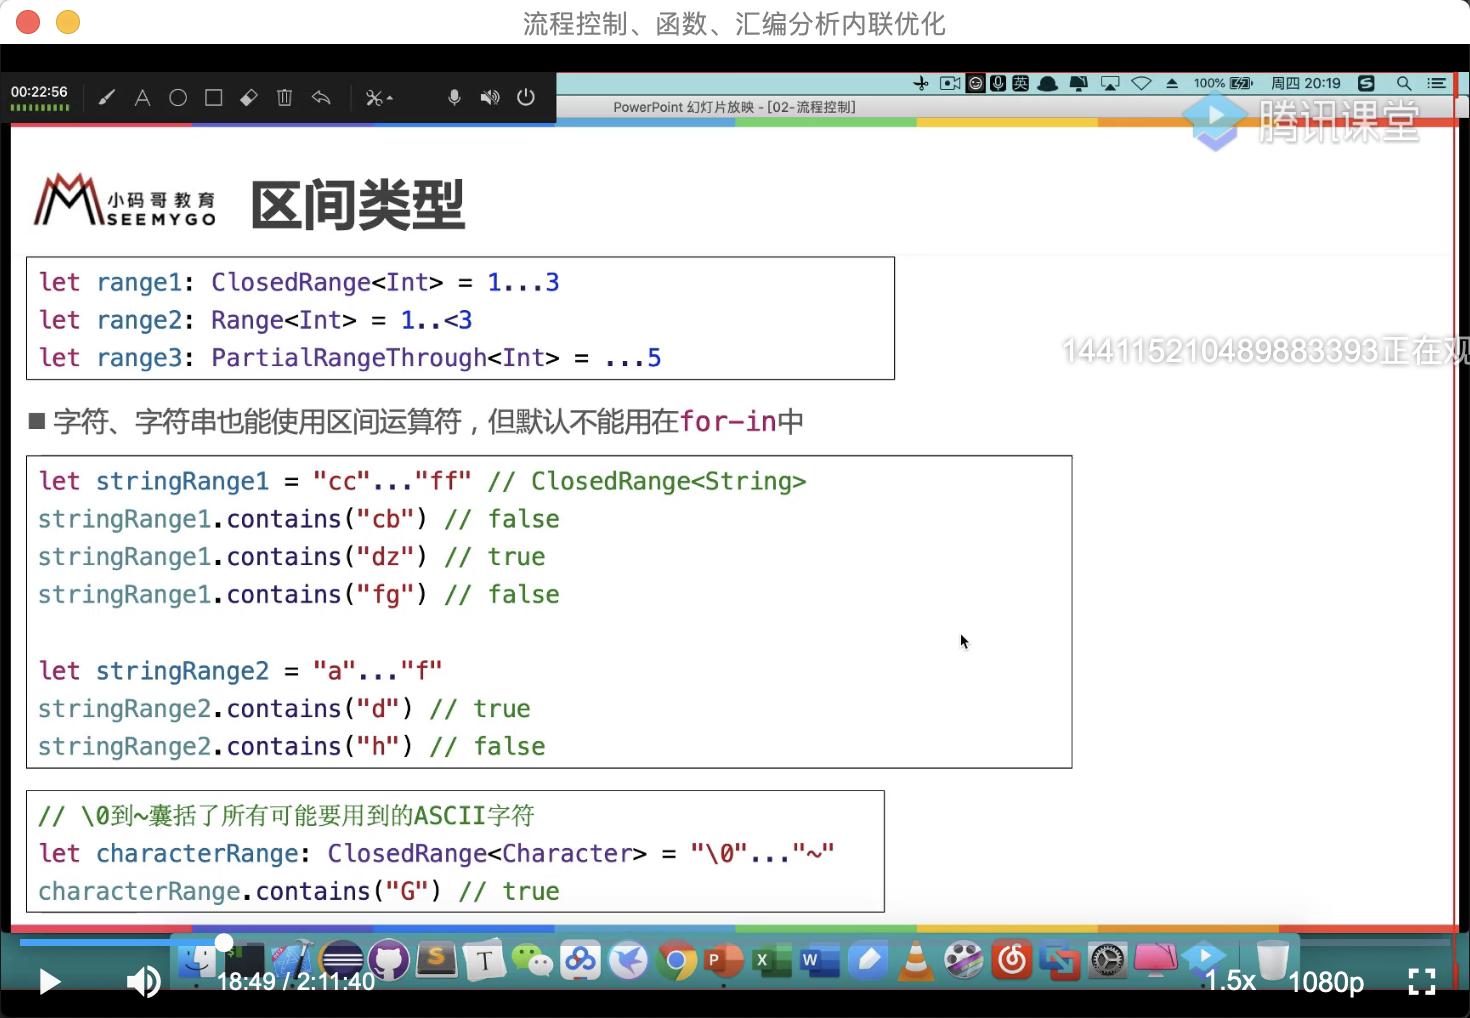 流程控制、函数、汇编分析内联优化
00:22:56
英
100%
周四 20:19
PowerPoint 幻灯片放映 - [02-流程控制]
腾讯课堂
小码哥教育
SEEMYGO
区间类型
let range1: ClosedRange<Int> = 1...3
let range2: Range<Int> = 1..<3
let range3: PartialRangeThrough<Int> = ...5
144115210489883393正在观
■ 字符、字符串也能使用区间运算符，但默认不能用在for-in中
let stringRange1 = "cc"..."ff" // ClosedRange<String>
stringRange1.contains("cb") // false
stringRange1.contains("dz") // true
stringRange1.contains("fg") // false
let stringRange2 = "a"..."f"
stringRange2.contains("d") // true
stringRange2.contains("h") // false
// \0到~囊括了所有可能要用到的ASCII字符
let characterRange: ClosedRange<Character> = "\0"..."~"
characterRange.contains("G") // true
18:49 / 2:11:40
1.5x
1080p